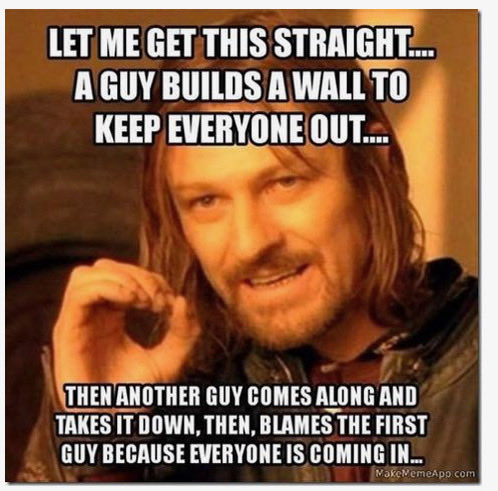 LET ME GET THIS STRAIGHT....
A GUY BUILDS A WALL TO
KEEP EVERYONE OUT....
THEN ANOTHER GUY COMES ALONG AND
TAKES IT DOWN, THEN, BLAMES THE FIRST
GUY BECAUSE EVERYONE IS COMING IN...
MakeMemeApp.com